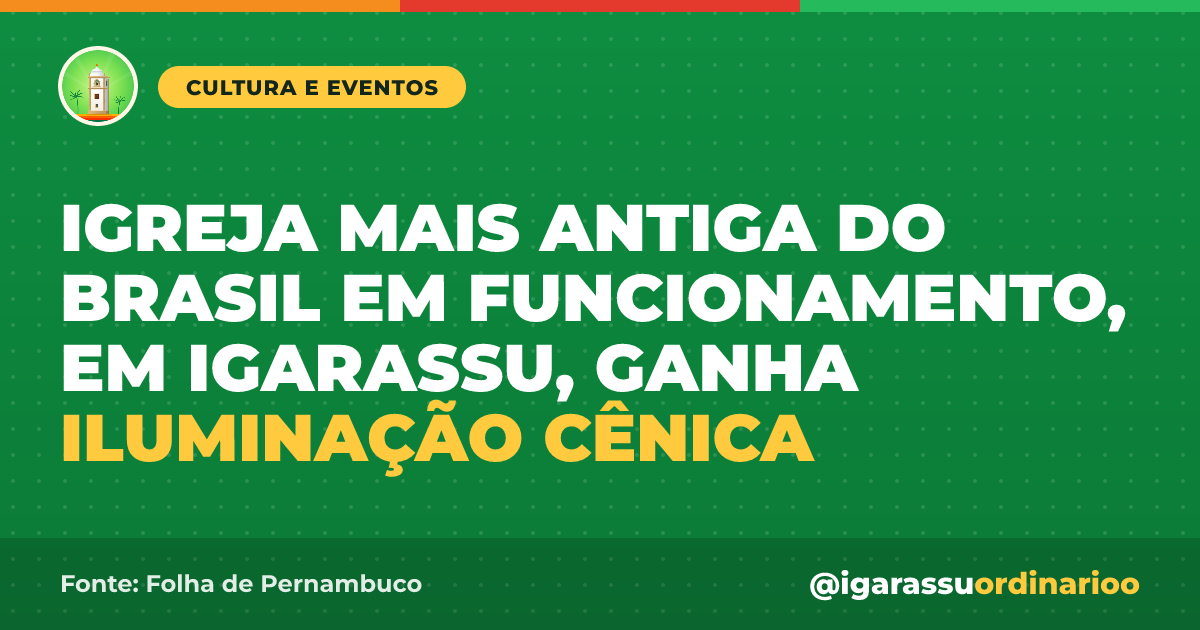 CULTURA E EVENTOS
IGREJA MAIS ANTIGA DO
BRASIL EM FUNCIONAMENTO,
EM IGARASSU, GANHA
ILUMINAÇÃO CÊNICA
Fonte: Folha de Pernambuco
@igarassuordinarioo